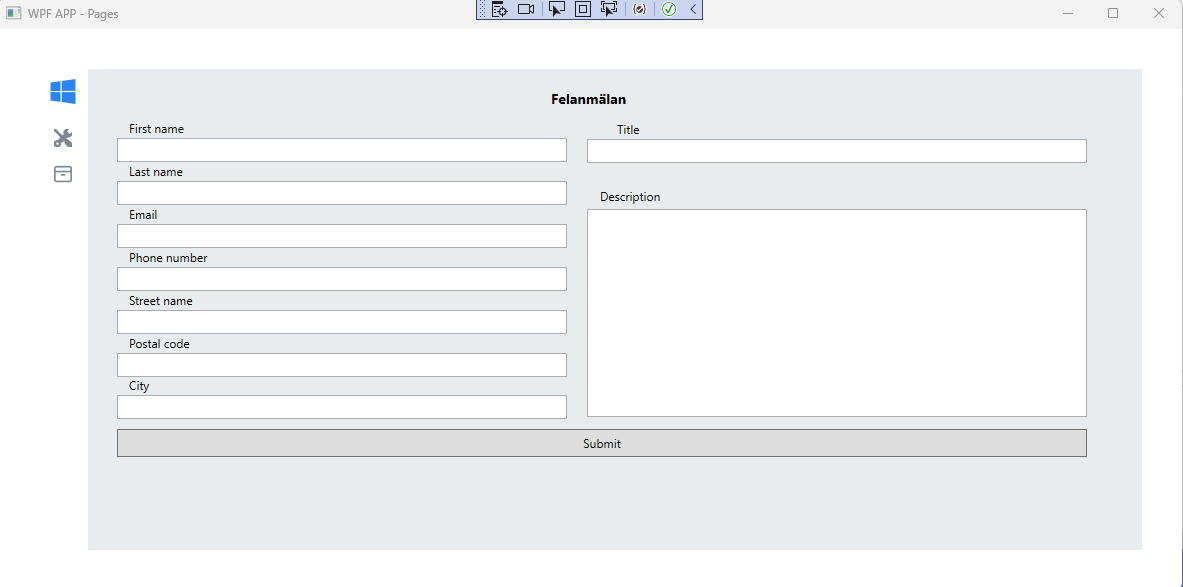 WPF APP - Pages
Felanmälan
First name
Last name
Email
Phone number
Street name
Postal code
City
Title
Description
Submit